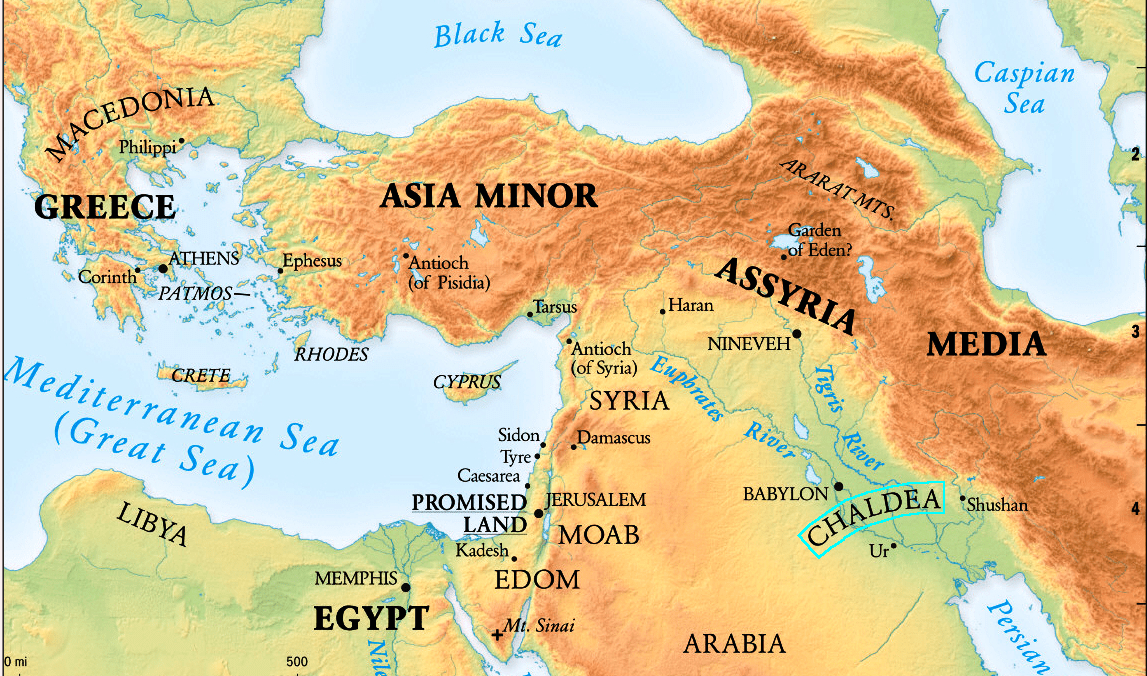 Black Sea
Caspian
Sea
MACEDONIA
Philippi
GREECE
ASIA MINOR
ARARAT MTS.
Garden
of Eden?
ATHENS
Corinth
Ephesus
PATMOS
Antioch
(of Pisidia)
ASSYRIA
Tarsus
Haran
NINEVEH
MEDIA
RHODES
CRETE
CYPRUS
Antioch
(of Syria)
Mediterranean Sea
(Great Sea)
SYRIA
Euphrates
River
Tigris
River
Sidon
Tyre
Damascus
Caesarea
PROMISED
LAND
JERUSALEM
MOAB
BABYLON
CHALDEA
Shushan
Ur
LIBYA
Kadesh
EDOM
MEMPHIS
EGYPT
Mt. Sinai
ARABIA
Nile
Persian
0 mi
500
2
3
4